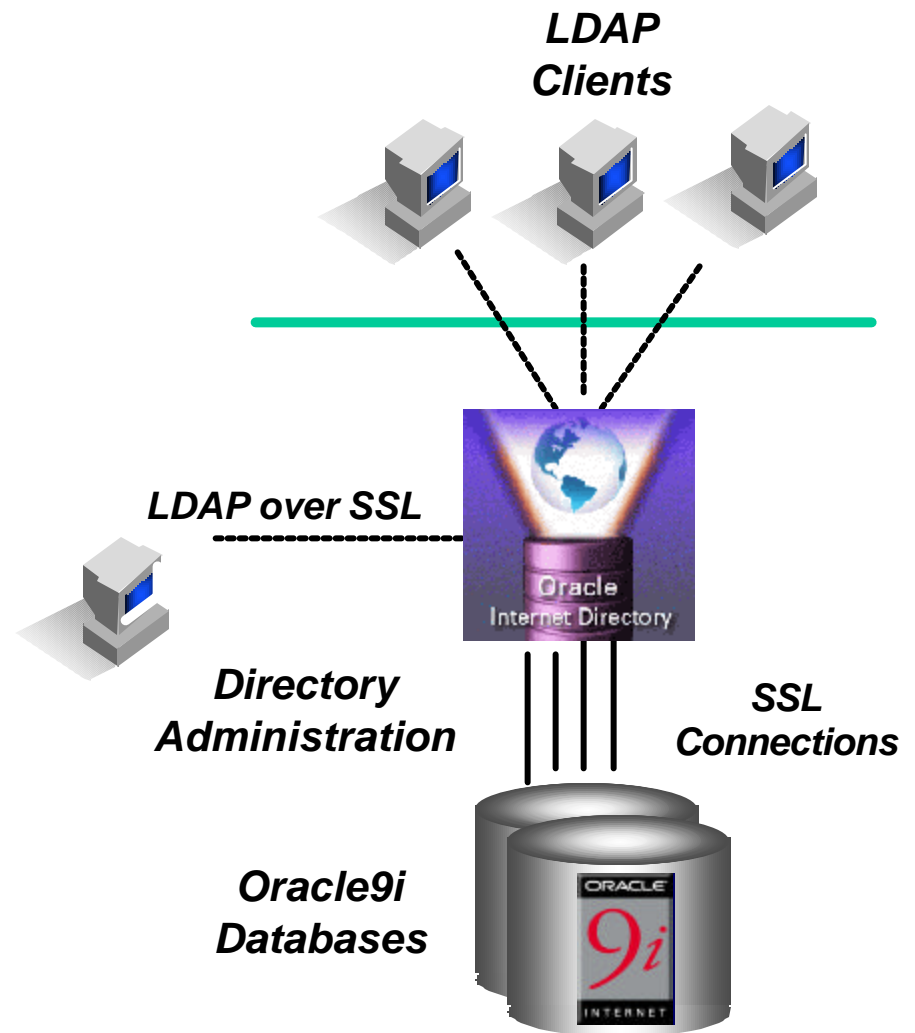 LDAP
Clients
LDAP over SSL
Oracle
Internet Directory
Directory
Administration
SSL
Connections
Oracle9i
Databases
ORACLE
9i
INTERNET